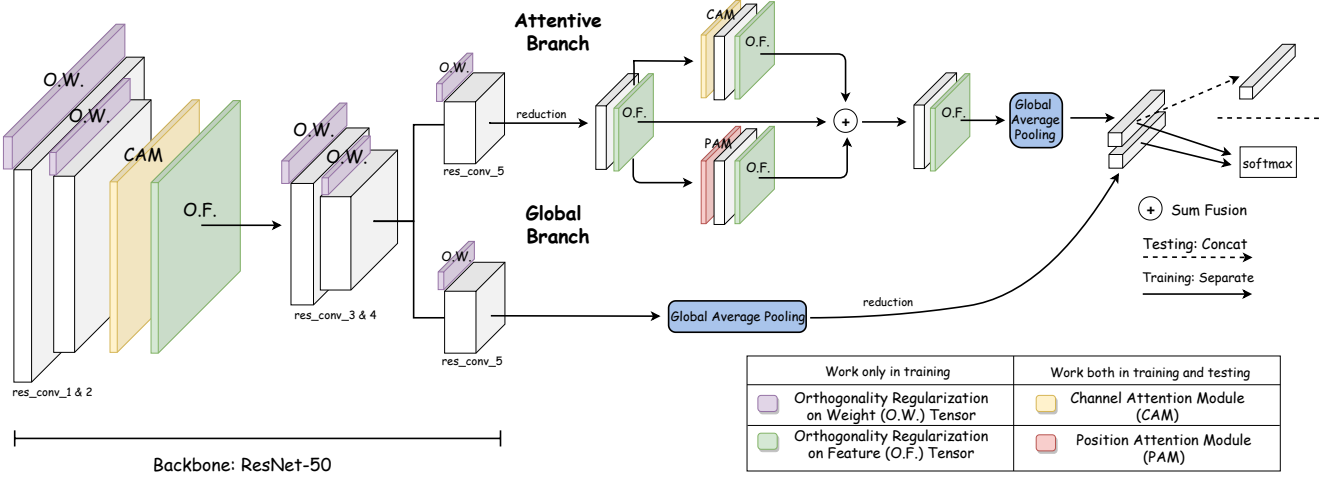 Attentive
Branch
CAM
O.F.
O.W.
O.W.
CAM
O.F.
O.W.
O.W.
O.W.
res_conv_5
reduction
O.F.
PAM
O.F.
+
O.F.
Global
Average
Pooling
softmax
Global
Branch
O.W.
res_conv_5
Global Average Pooling
reduction
+ Sum Fusion
Testing: Concat
Training: Separate
res_conv_1 & 2
res_conv_3 & 4
Backbone: ResNet-50
Work only in training
Work both in training and testing
Orthogonality Regularization
on Weight (O.W.) Tensor
Channel Attention Module
(CAM)
Orthogonality Regularization
on Feature (O.F.) Tensor
Position Attention Module
(PAM)